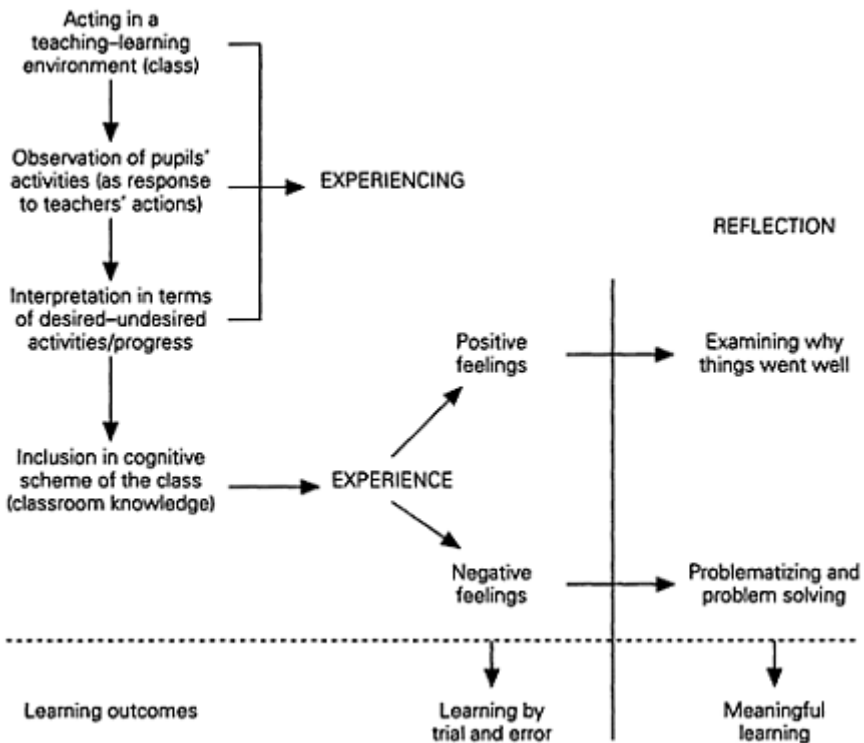 Acting in a
teaching–learning
environment (class)
Observation of pupils'
activities (as response
to teachers' actions)
EXPERIENCING
REFLECTION
Interpretation in terms
of desired–undesired
activities/progress
Positive
feelings
Examining why
things went well
Inclusion in cognitive
scheme of the class
(classroom knowledge)
EXPERIENCE
Negative
feelings
Problematizing and
problem solving
Learning outcomes
Learning by
trial and error
Meaningful
learning